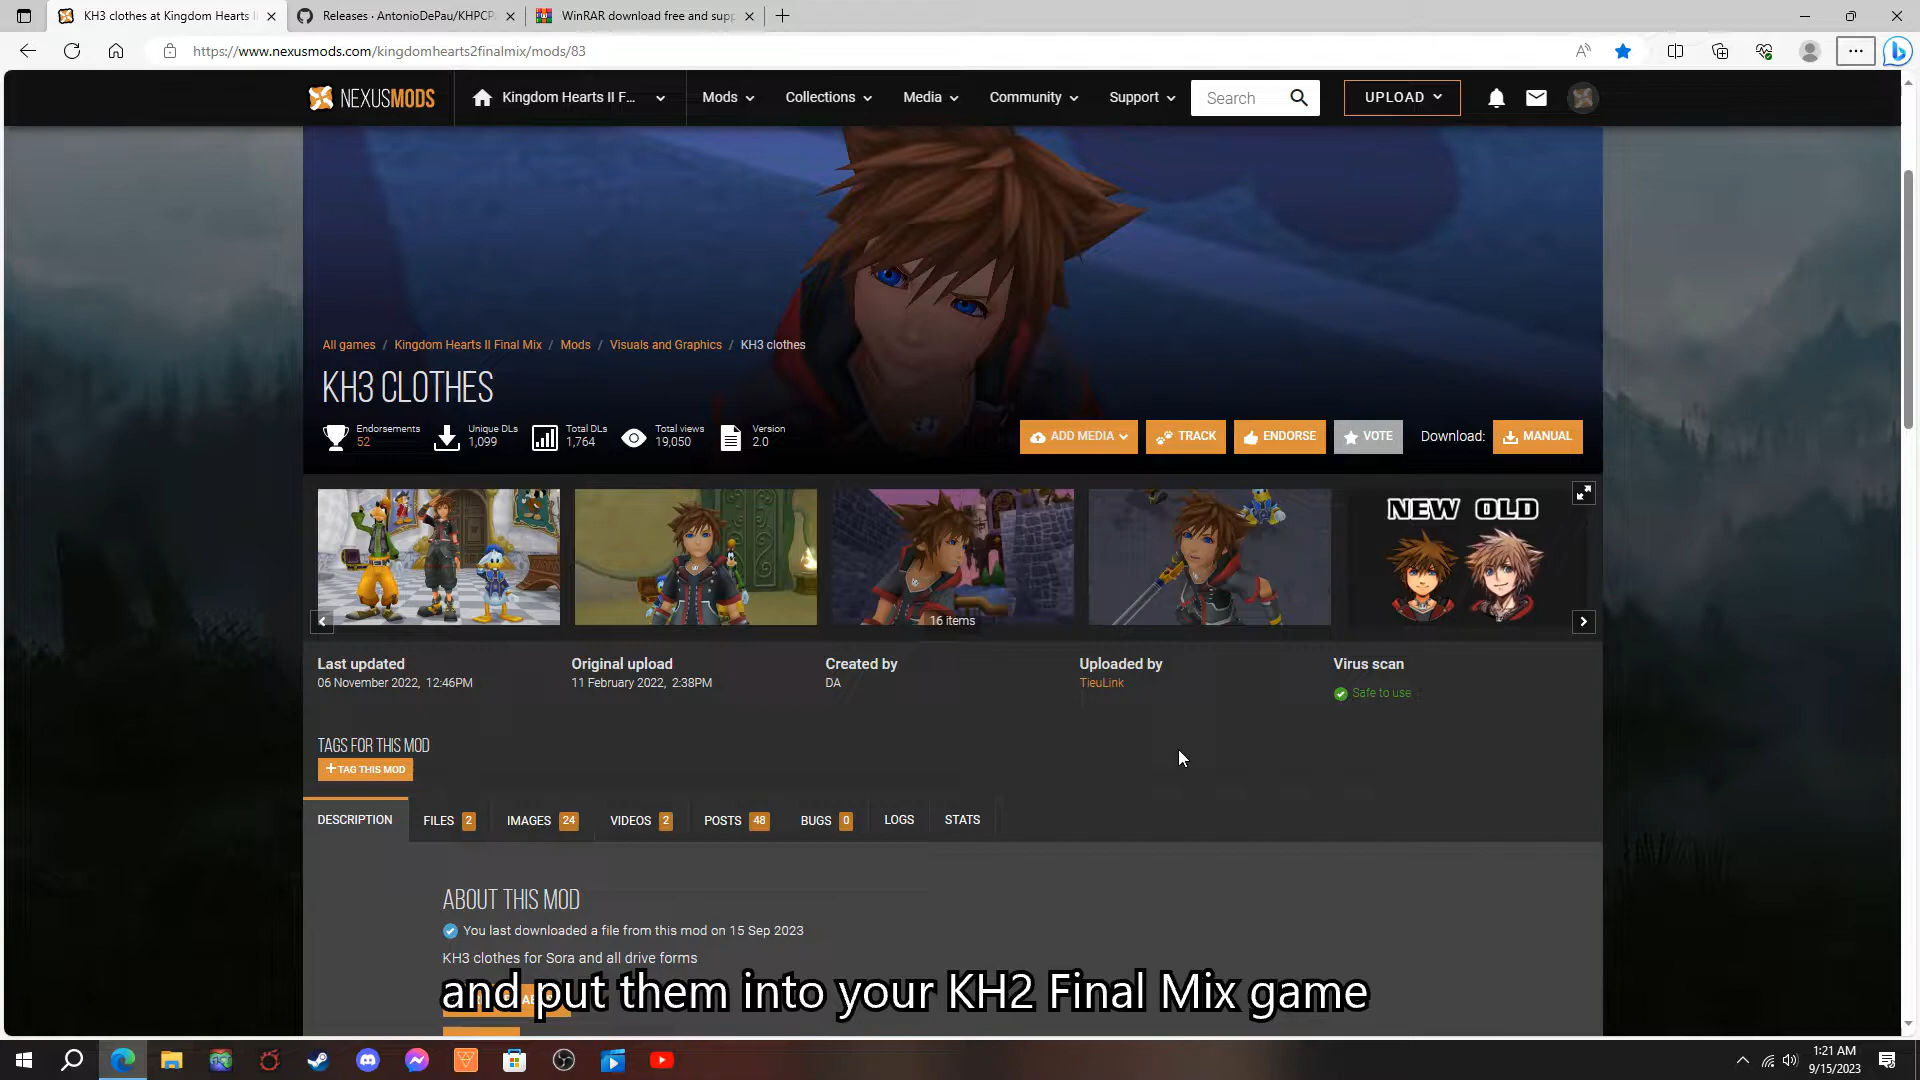 KH3 clothes at Kingdom Hearts I
Releases · AntonioDePau/KHPCP
WinRAR download free and supp
https://www.nexusmods.com/kingdomhearts2finalmix/mods/83
NEXUSMODS
Kingdom Hearts II F...
Mods
Collections
Media
Community
Support
Search
UPLOAD
All games / Kingdom Hearts II Final Mix / Mods / Visuals and Graphics / KH3 clothes
KH3 CLOTHES
Endorsements
52
Unique DLs
1,099
Total DLs
1,764
Total views
19,050
Version
2.0
ADD MEDIA
TRACK
ENDORSE
VOTE
Download:
MANUAL
16 items
NEW OLD
Last updated
06 November 2022, 12:46PM
Original upload
11 February 2022, 2:38PM
Created by
DA
Uploaded by
TieuLink
Virus scan
Safe to use
TAGS FOR THIS MOD
+TAG THIS MOD
DESCRIPTION
FILES 2
IMAGES 24
VIDEOS 2
POSTS 48
BUGS 0
LOGS
STATS
ABOUT THIS MOD
You last downloaded a file from this mod on 15 Sep 2023
KH3 clothes for Sora and all drive forms
and put them into your KH2 Final Mix game
1:21 AM
9/15/2023